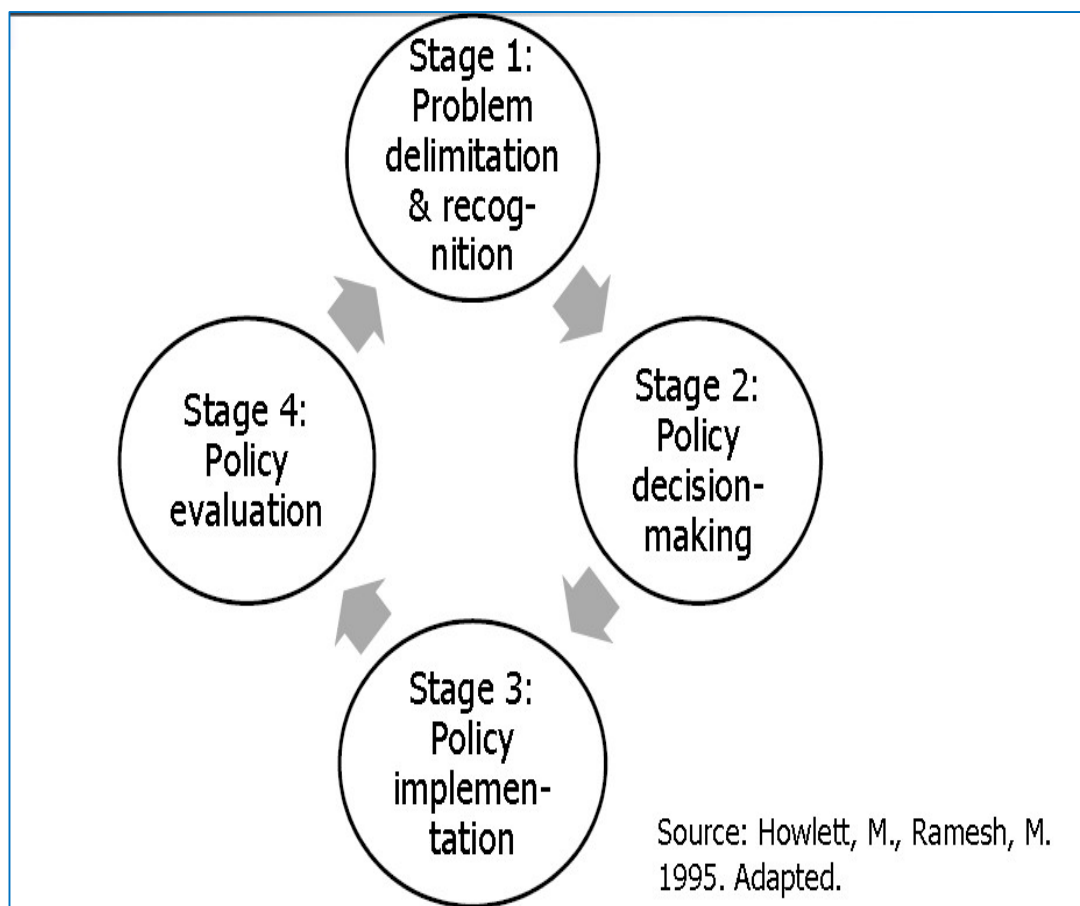 Stage 1:
Problem
delimitation
& recog-
nition
Stage 2:
Policy
decision-
making
Stage 3:
Policy
implemen-
tation
Stage 4:
Policy
evaluation
Source: Howlett, M., Ramesh, M.
1995. Adapted.